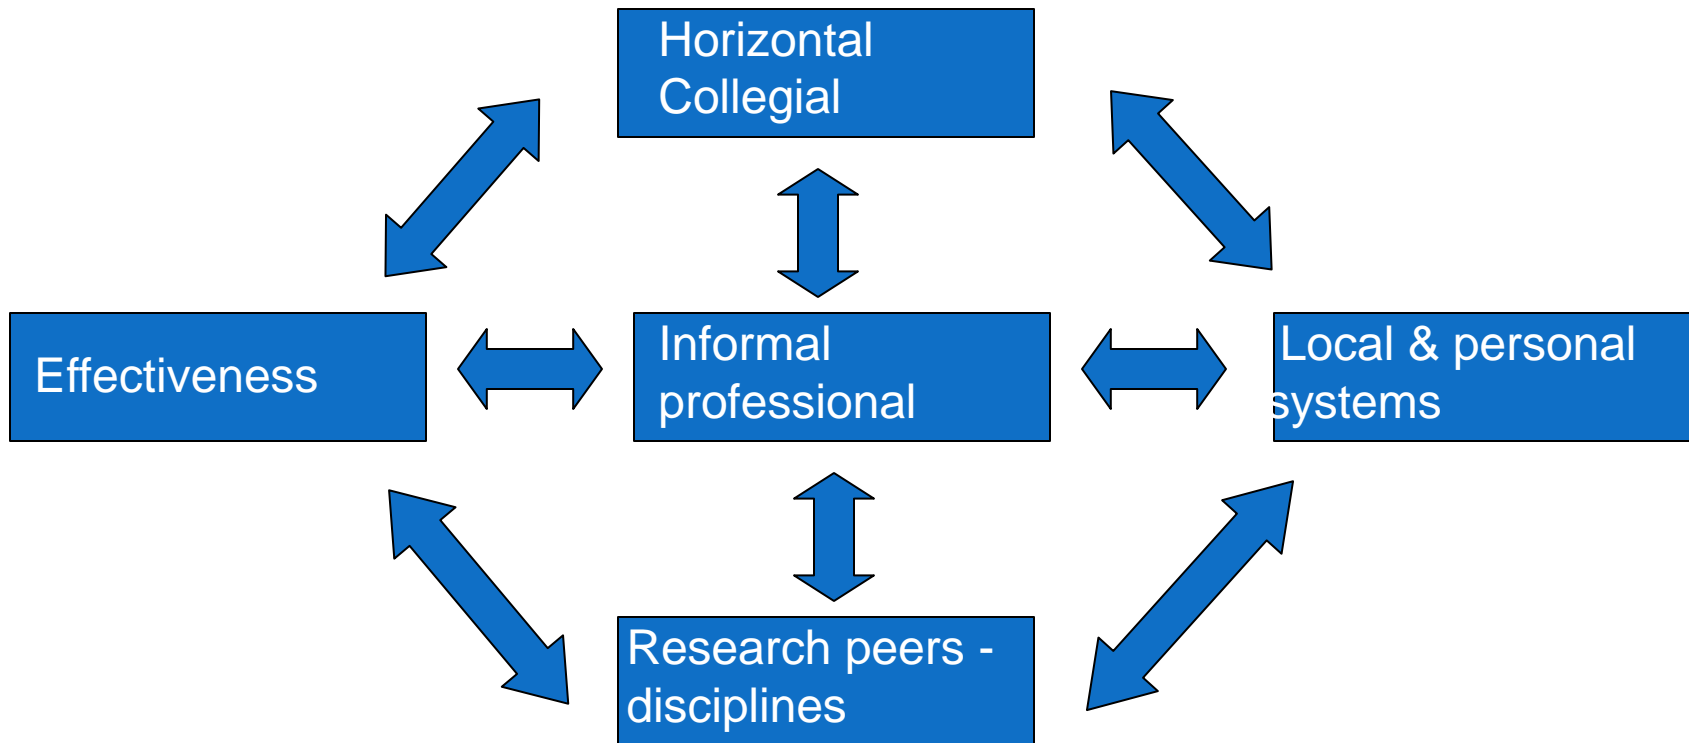 Horizontal
Collegial
Effectiveness
Informal
professional
Local & personal
systems
Research peers -
disciplines